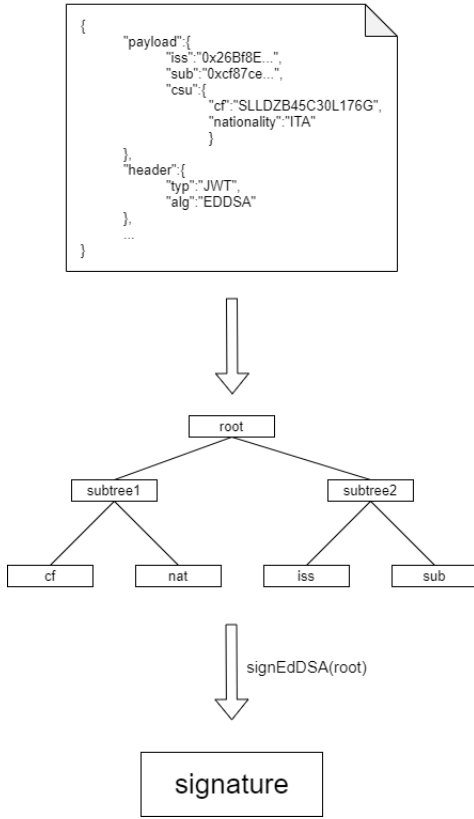 {
"payload":{
"iss":"0x26Bf8E...",
"sub":"0xcf87ce...",
"csu":{
"cf":"SLLDZB45C30L176G",
"nationality":"ITA"
}
},
"header":{
"typ":"JWT",
"alg":"EDDSA"
},
...
}
root
subtree1 subtree2
cf nat iss sub
signEdDSA(root)
signature